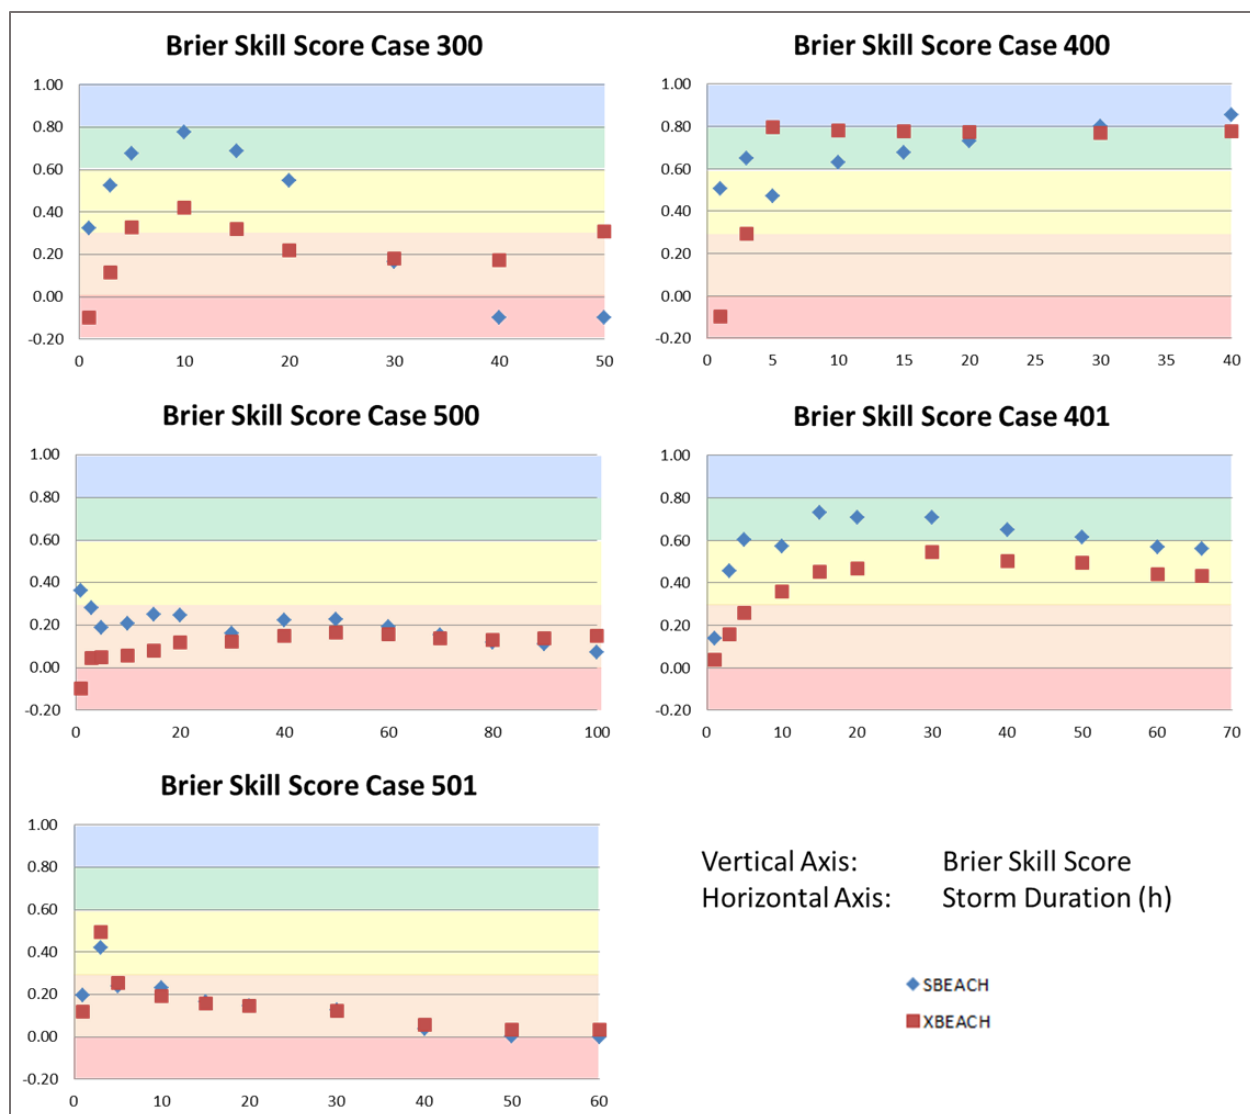 Brier Skill Score Case 300
1.00
0.80
0.60
0.40
0.20
0.00
-0.20
0 10 20 30 40 50
Brier Skill Score Case 400
1.00
0.80
0.60
0.40
0.20
0.00
-0.20
0 5 10 15 20 25 30 35 40
Brier Skill Score Case 500
1.00
0.80
0.60
0.40
0.20
0.00
-0.20
0 20 40 60 80 100
Brier Skill Score Case 401
1.00
0.80
0.60
0.40
0.20
0.00
-0.20
0 10 20 30 40 50 60 70
Brier Skill Score Case 501
1.00
0.80
0.60
0.40
0.20
0.00
-0.20
0 10 20 30 40 50 60
Vertical Axis: Brier Skill Score
Horizontal Axis: Storm Duration (h)
SBEACH
XBEACH